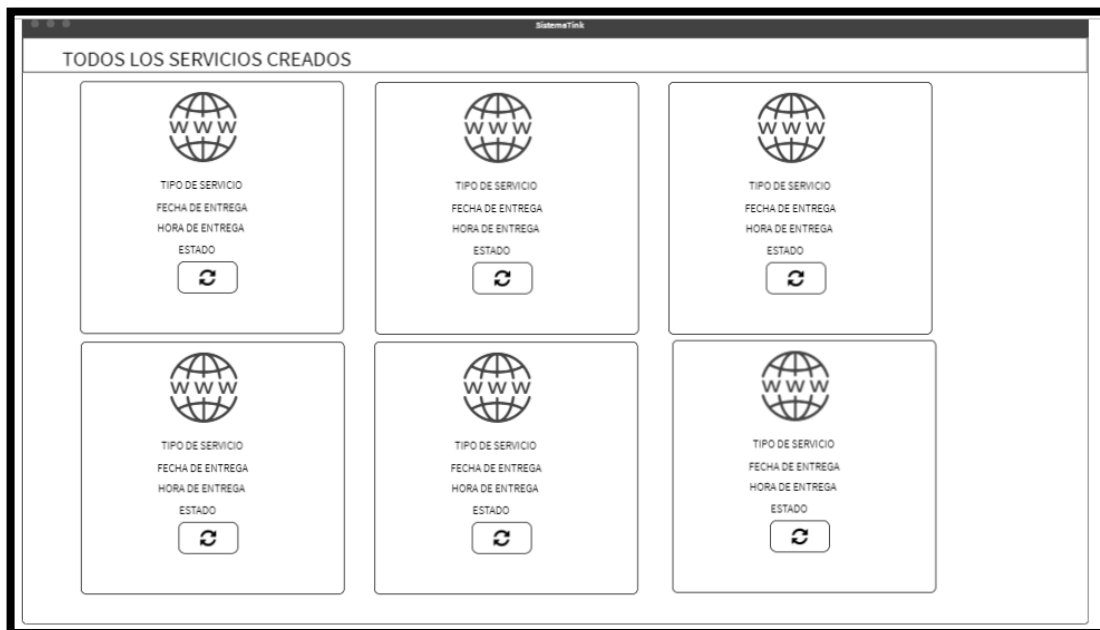 SistemaTink
TODOS LOS SERVICIOS CREADOS
WWW
TIPO DE SERVICIO
FECHA DE ENTREGA
HORA DE ENTREGA
ESTADO
WWW
TIPO DE SERVICIO
FECHA DE ENTREGA
HORA DE ENTREGA
ESTADO
WWW
TIPO DE SERVICIO
FECHA DE ENTREGA
HORA DE ENTREGA
ESTADO
WWW
TIPO DE SERVICIO
FECHA DE ENTREGA
HORA DE ENTREGA
ESTADO
WWW
TIPO DE SERVICIO
FECHA DE ENTREGA
HORA DE ENTREGA
ESTADO
WWW
TIPO DE SERVICIO
FECHA DE ENTREGA
HORA DE ENTREGA
ESTADO